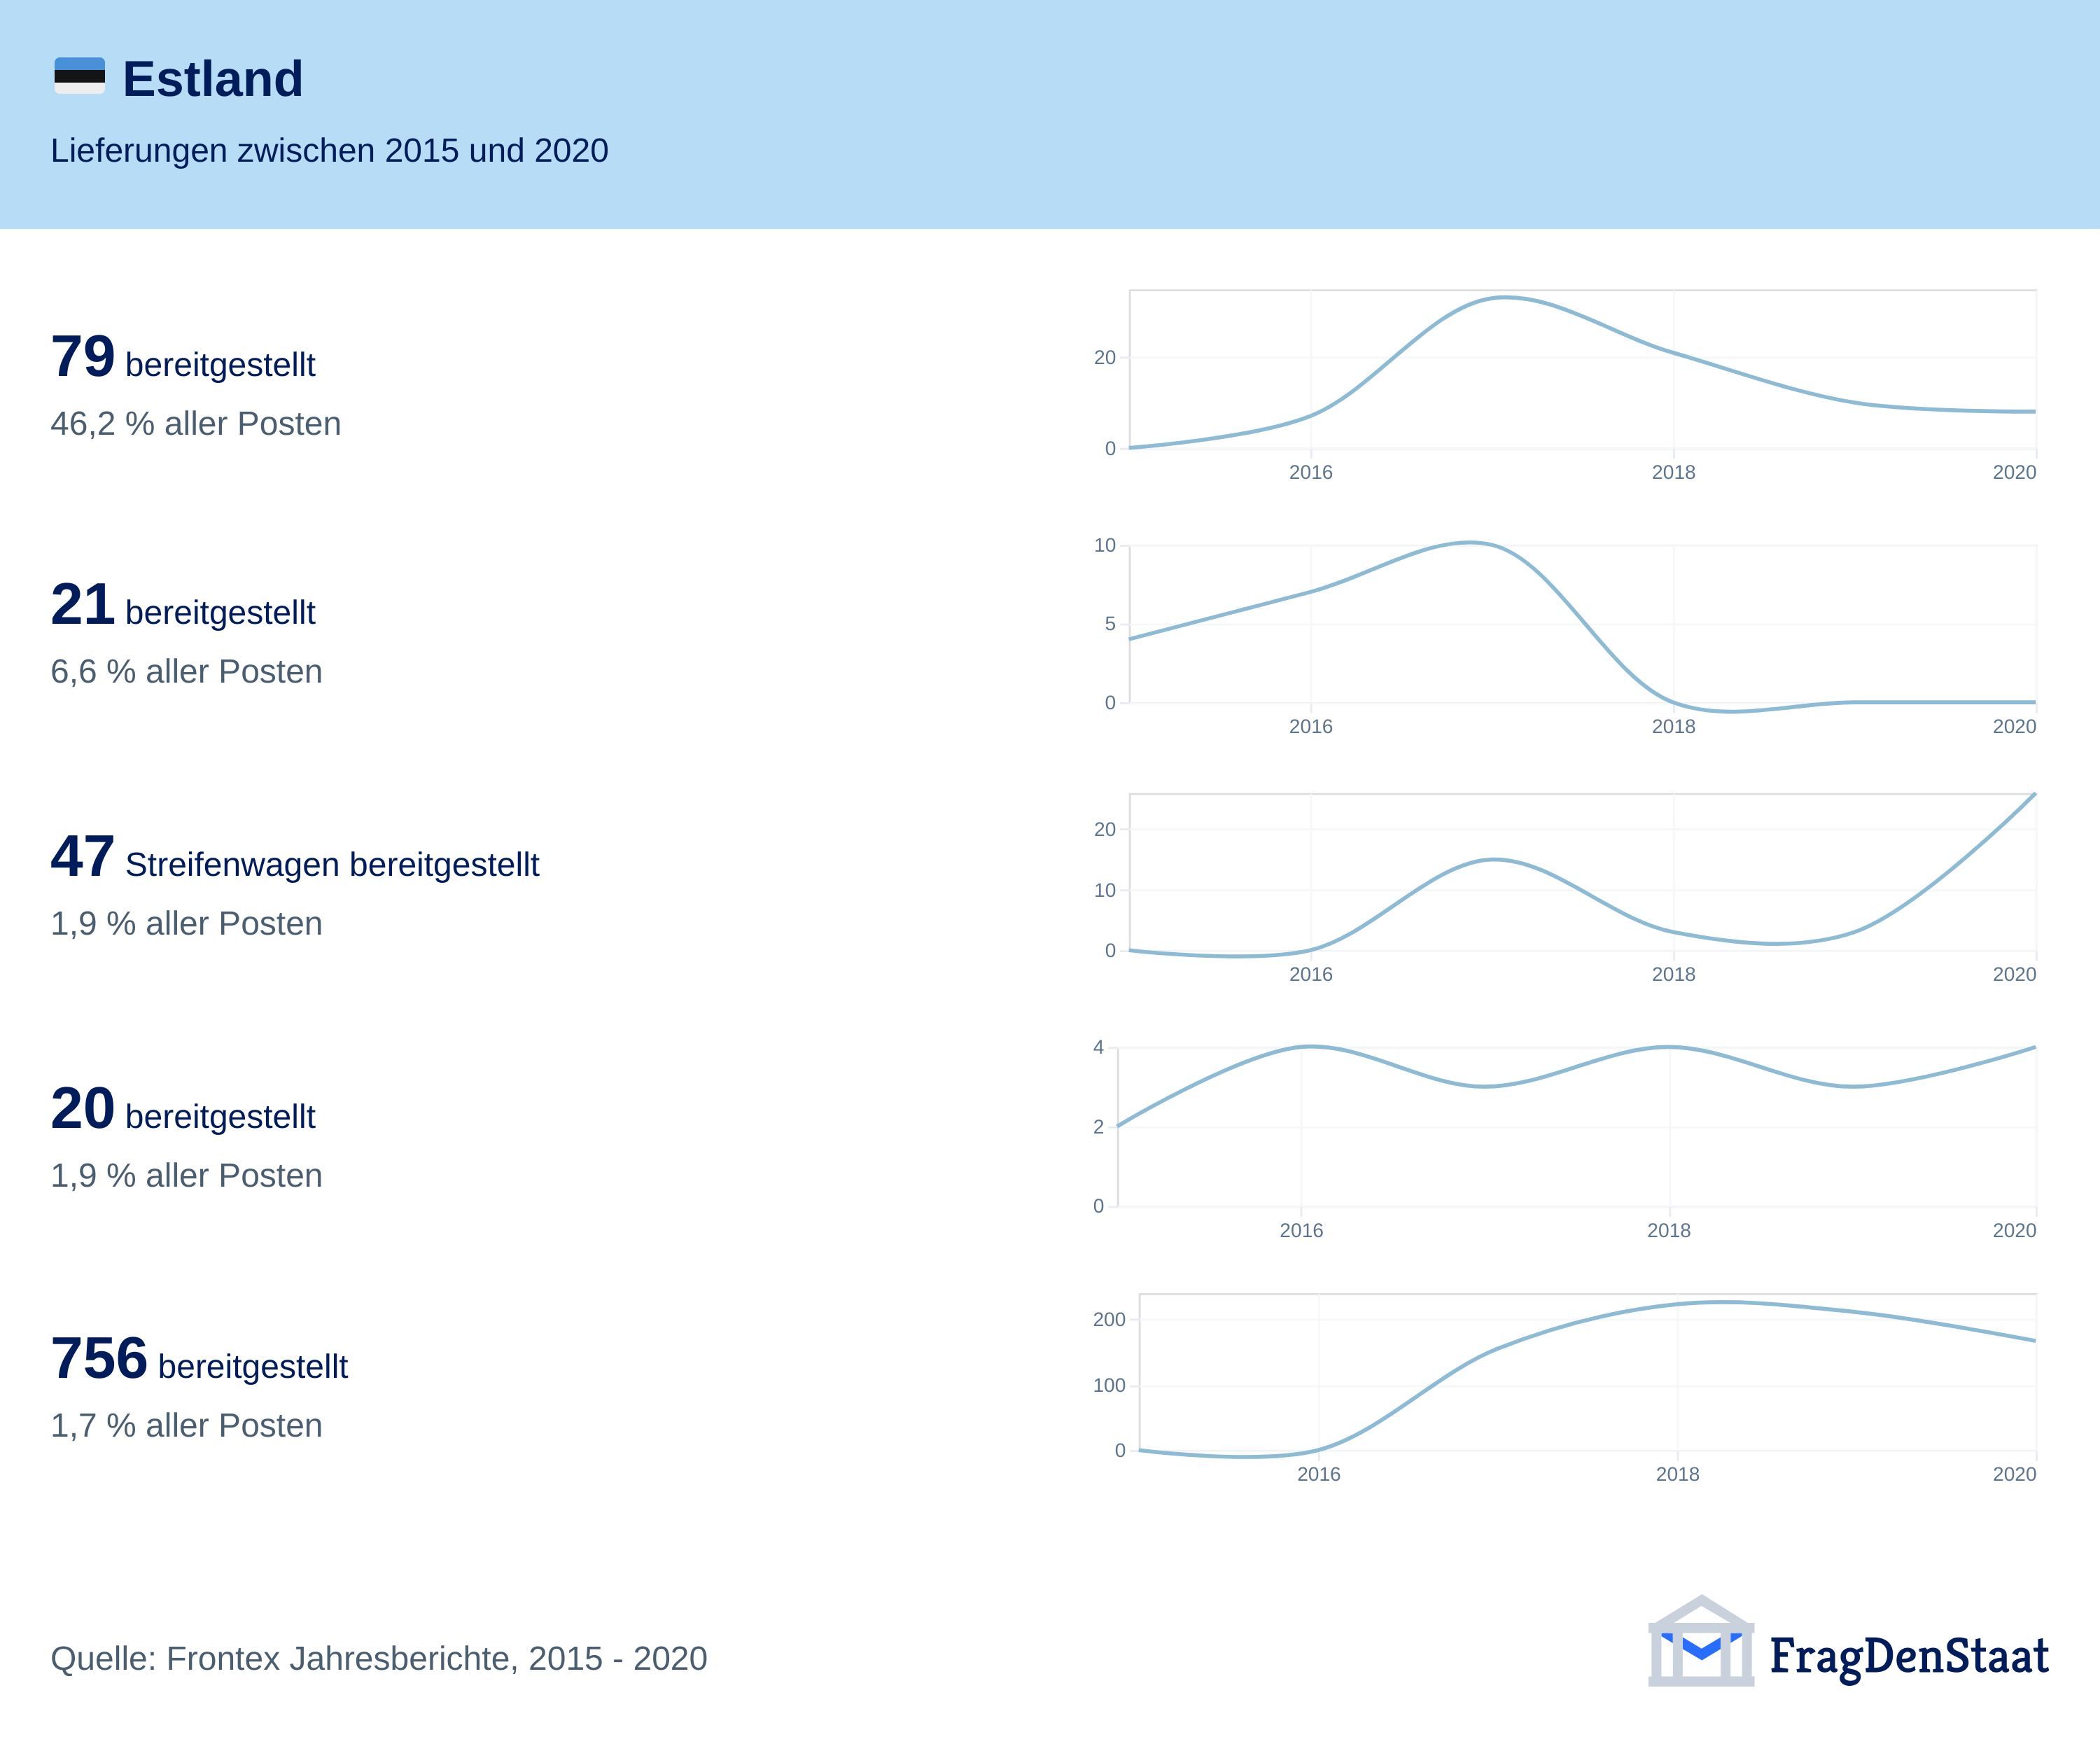 Estland
Lieferungen zwischen 2015 und 2020
79 bereitgestellt
46,2 % aller Posten
20
0
2016 2018 2020
21 bereitgestellt
6,6 % aller Posten
10
5
0
2016 2018 2020
47 Streifenwagen bereitgestellt
1,9 % aller Posten
20
10
0
2016 2018 2020
20 bereitgestellt
1,9 % aller Posten
4
2
0
2016 2018 2020
756 bereitgestellt
1,7 % aller Posten
200
100
0
2016 2018 2020
Quelle: Frontex Jahresberichte, 2015 - 2020
FragDenStaat